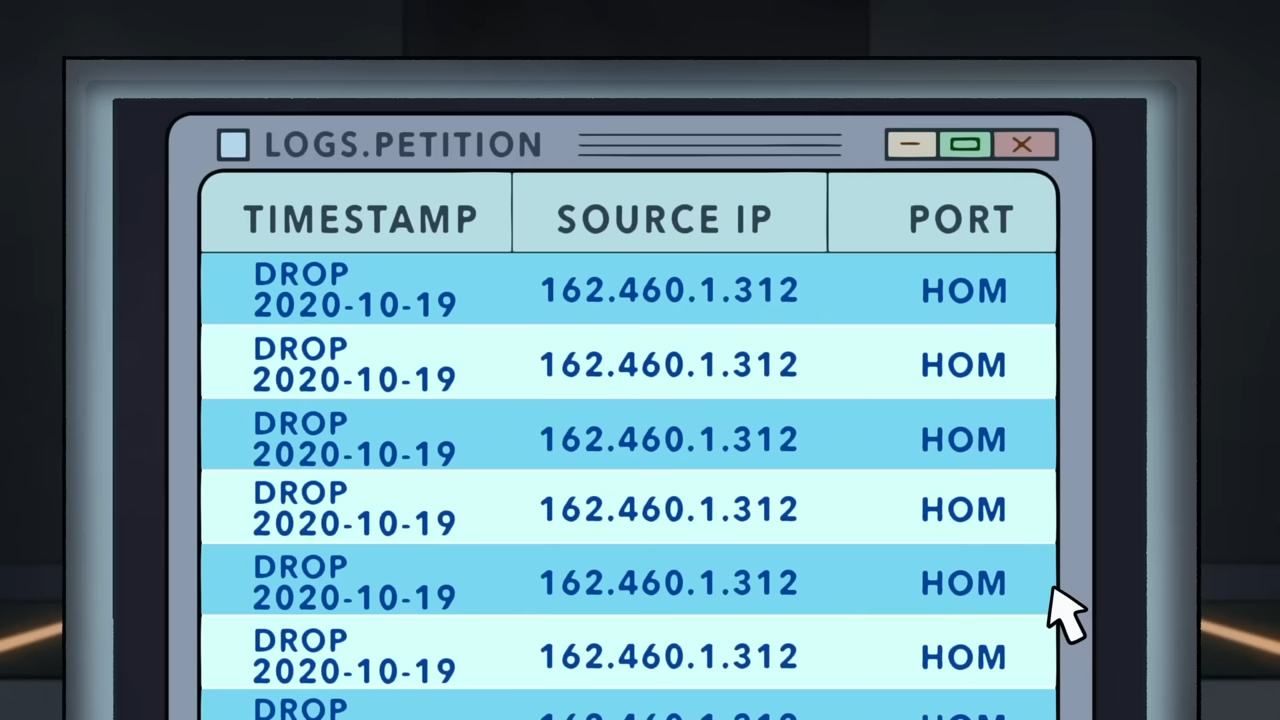 LOGS.PETITION
TIMESTAMP SOURCE IP PORT
DROP
2020-10-19 162.460.1.312 HOM
DROP
2020-10-19 162.460.1.312 HOM
DROP
2020-10-19 162.460.1.312 HOM
DROP
2020-10-19 162.460.1.312 HOM
DROP
2020-10-19 162.460.1.312 HOM
DROP
2020-10-19 162.460.1.312 HOM
DROP